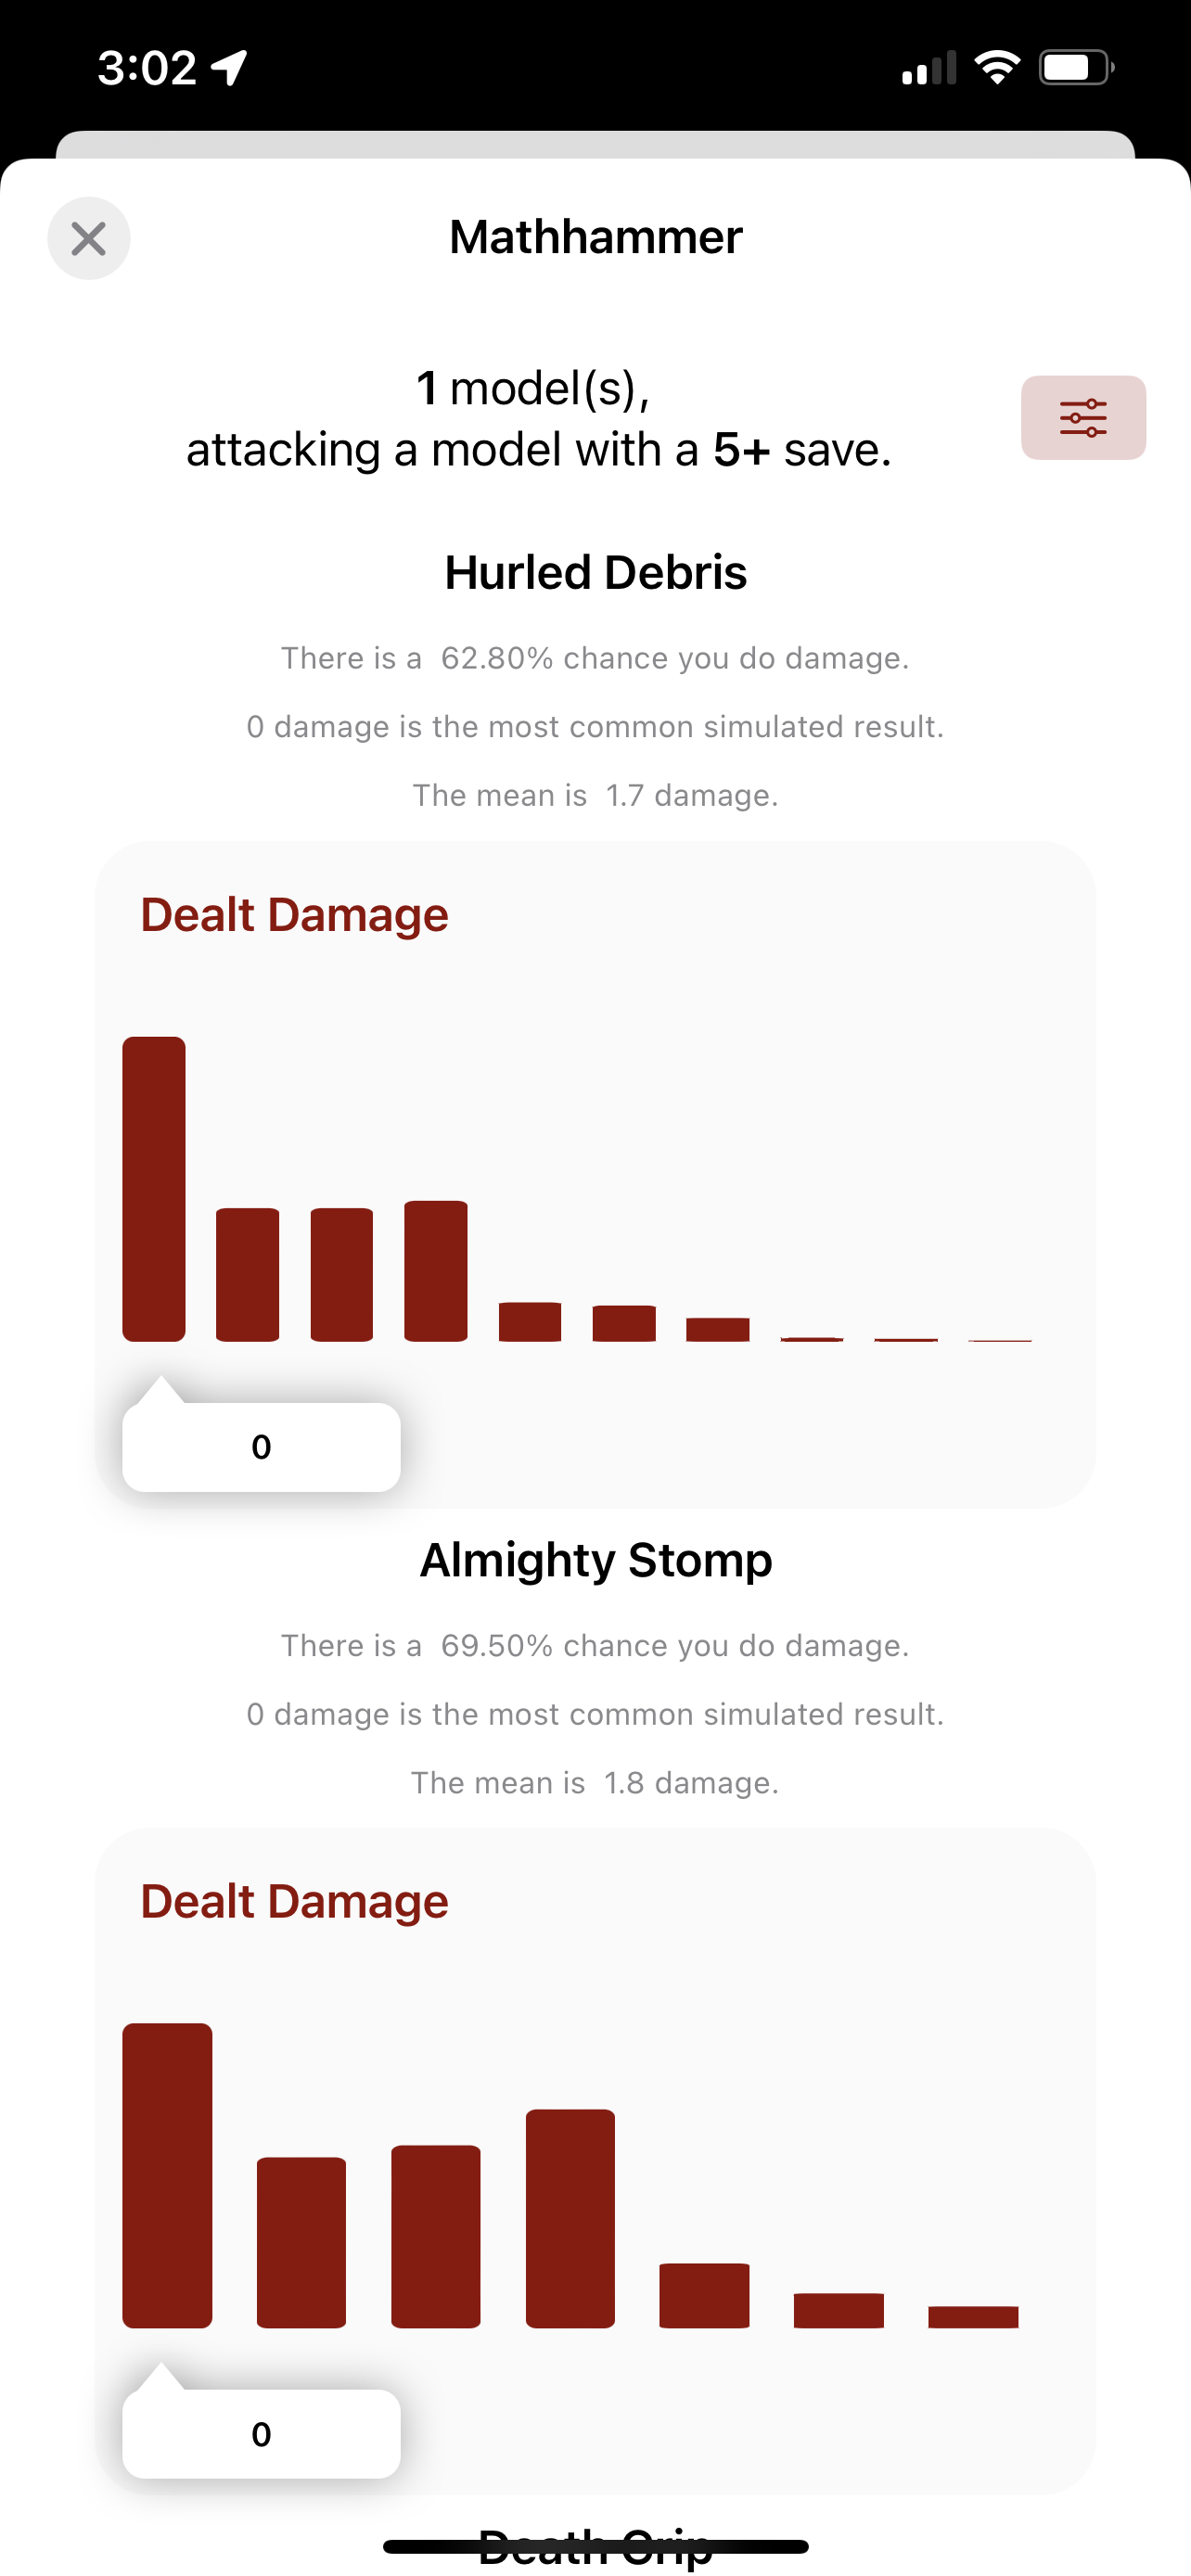 3:02
Mathhammer
1 model(s),
attacking a model with a 5+ save.
Hurled Debris
There is a 62.80% chance you do damage.
0 damage is the most common simulated result.
The mean is 1.7 damage.
Dealt Damage
0
Almighty Stomp
There is a 69.50% chance you do damage.
0 damage is the most common simulated result.
The mean is 1.8 damage.
Dealt Damage
0
Death Grip